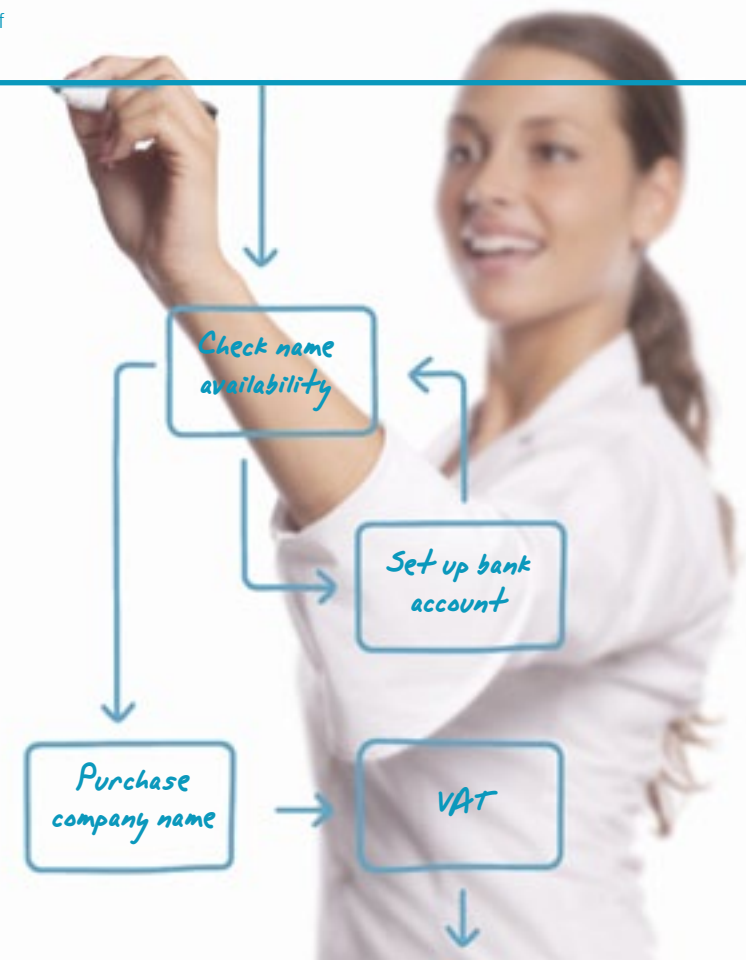 f
Check name
availability
Set up bank
account
Purchase
company name
VAT